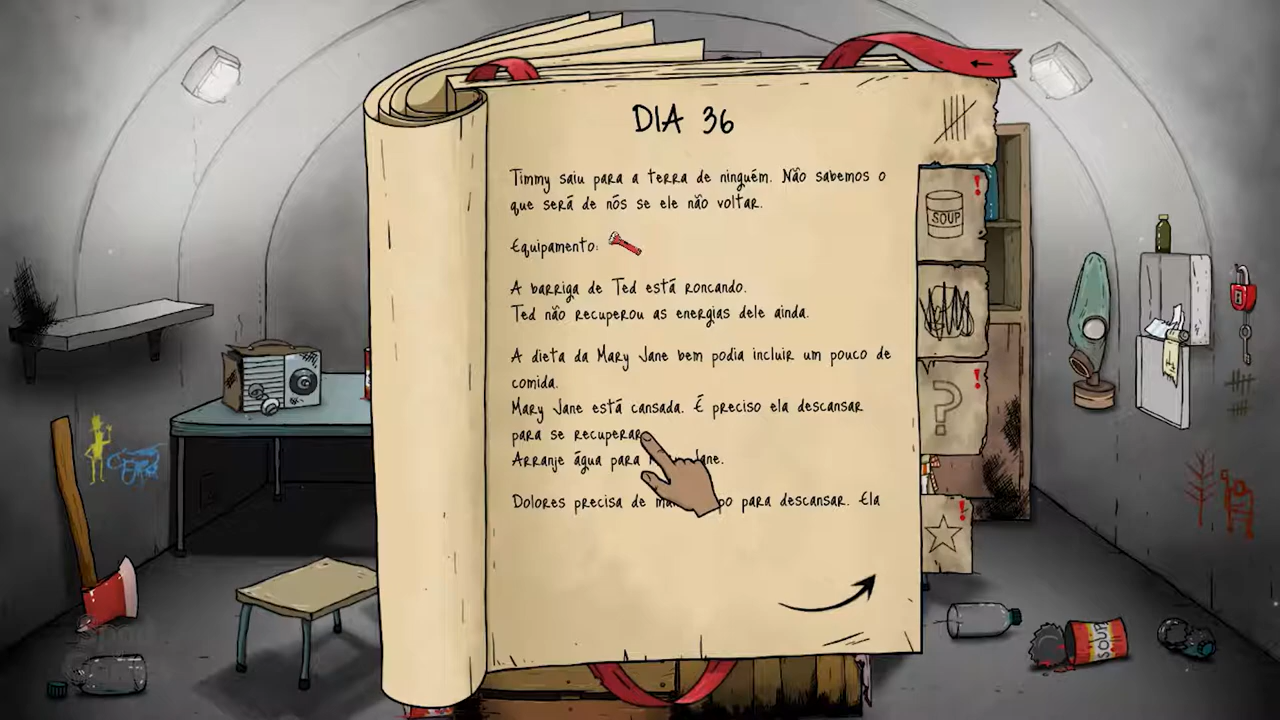 DIA 36
Timmy saiu para a terra de ninguém. Não sabemos o
que será de nós se ele não voltar.
Equipamento:
A barriga de Ted está roncando.
Ted não recuperou as energias dele ainda.
A dieta da Mary Jane bem podia incluir um pouco de
comida.
Mary Jane está cansada. É preciso ela descansar
para se recuperar
Arranje água para
Dolores precisa de para descansar. Ela
SOUP
SOUP